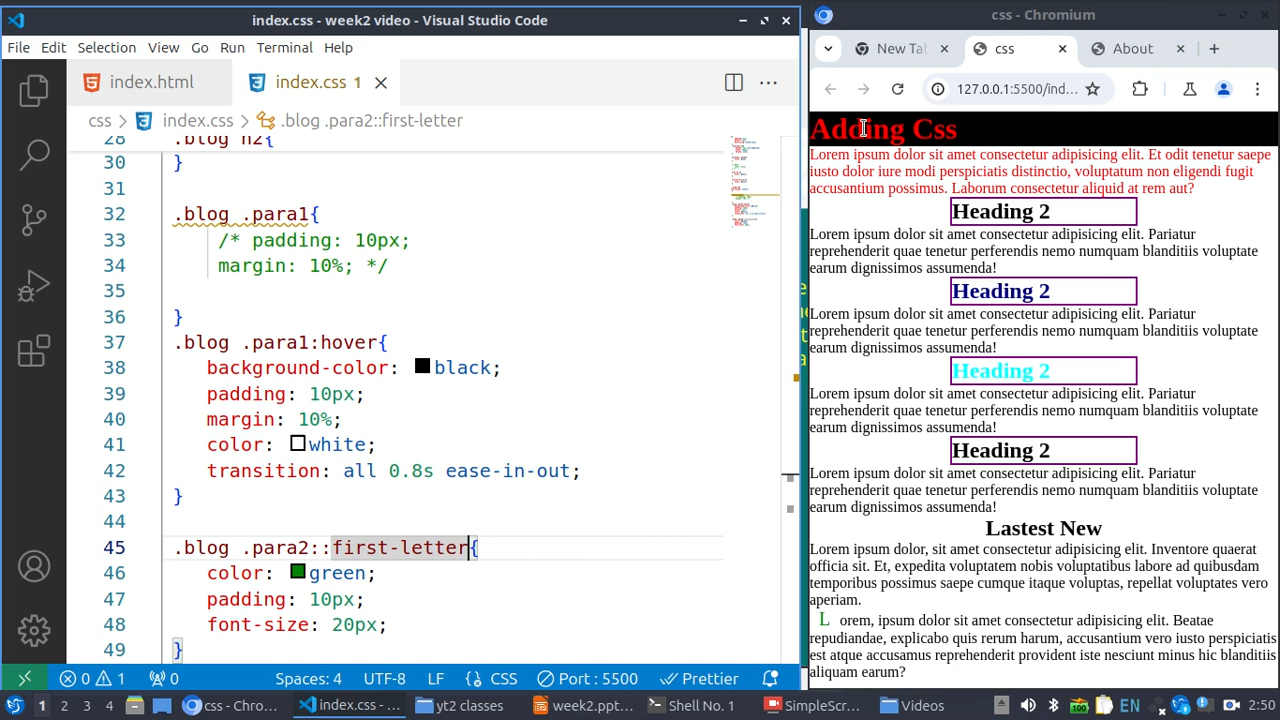 index.css - week2 video - Visual Studio Code
File Edit Selection View Go Run Terminal Help
index.html
index.css 1
css > index.css > .blog .para2::first-letter
28 .blog h2{
30 }
31
32 .blog .para1{
33 /* padding: 10px;
34 margin: 10%; */
35
36 }
37 .blog .para1:hover{
38 background-color: black;
39 padding: 10px;
40 margin: 10%;
41 color: white;
42 transition: all 0.8s ease-in-out;
43 }
44
45 .blog .para2::first-letter{
46 color: green;
47 padding: 10px;
48 font-size: 20px;
49 }
0 1 0 Spaces: 4 UTF-8 LF CSS Port : 5500 Prettier
css - Chromium
New Tab
css
About
127.0.0.1:5500/ind...
Adding Css
Lorem ipsum dolor sit amet consectetur adipisicing elit. Et odit tenetur saepe
iusto dolor iure modi perspiciatis distinctio, voluptatum non eligendi fugit
accusantium possimus. Laborum consectetur aliquid at rem aut?
Heading 2
Lorem ipsum dolor sit amet consectetur adipisicing elit. Pariatur
reprehenderit quae tenetur perferendis nemo numquam blanditiis voluptate
earum dignissimos assumenda!
Heading 2
Lorem ipsum dolor sit amet consectetur adipisicing elit. Pariatur
reprehenderit quae tenetur perferendis nemo numquam blanditiis voluptate
earum dignissimos assumenda!
Heading 2
Lorem ipsum dolor sit amet consectetur adipisicing elit. Pariatur
reprehenderit quae tenetur perferendis nemo numquam blanditiis voluptate
earum dignissimos assumenda!
Heading 2
Lorem ipsum dolor sit amet consectetur adipisicing elit. Pariatur
reprehenderit quae tenetur perferendis nemo numquam blanditiis voluptate
earum dignissimos assumenda!
Lastest New
Lorem ipsum dolor, sit amet consectetur adipisicing elit. Inventore quaerat
officia sit. Et, expedita voluptatem nobis voluptatibus labore ad quibusdam
temporibus possimus saepe cumque itaque voluptas, repellat voluptates vero
aperiam.
L orem, ipsum dolor sit amet consectetur adipisicing elit. Beatae
repudiandae, explicabo quis rerum harum, accusantium vero iusto perspiciatis
est atque accusamus reprehenderit provident iste nesciunt minus hic blanditiis
aliquam earum?
1 2 3 4 css - Chromiu... index.css - ... yt2 classes week2.ppt... Shell No. 1 SimpleScr... Videos 100 EN 2:50